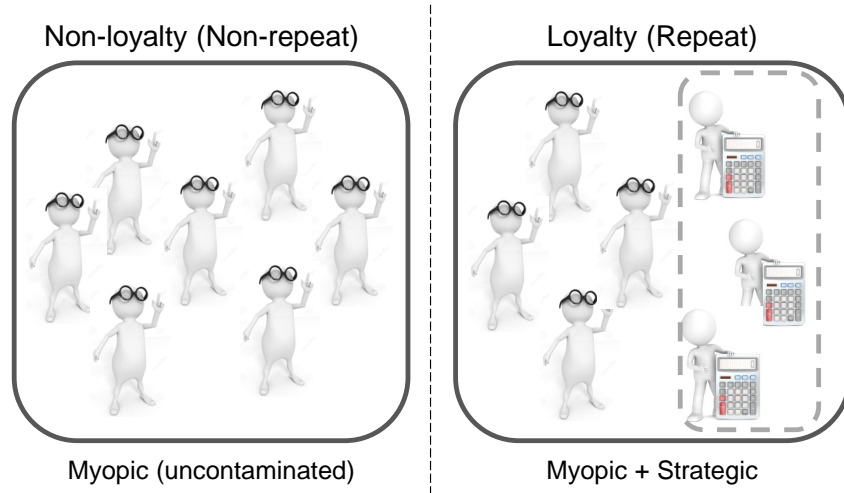 Non-loyalty (Non-repeat)
Loyalty (Repeat)
Myopic (uncontaminated)
Myopic + Strategic